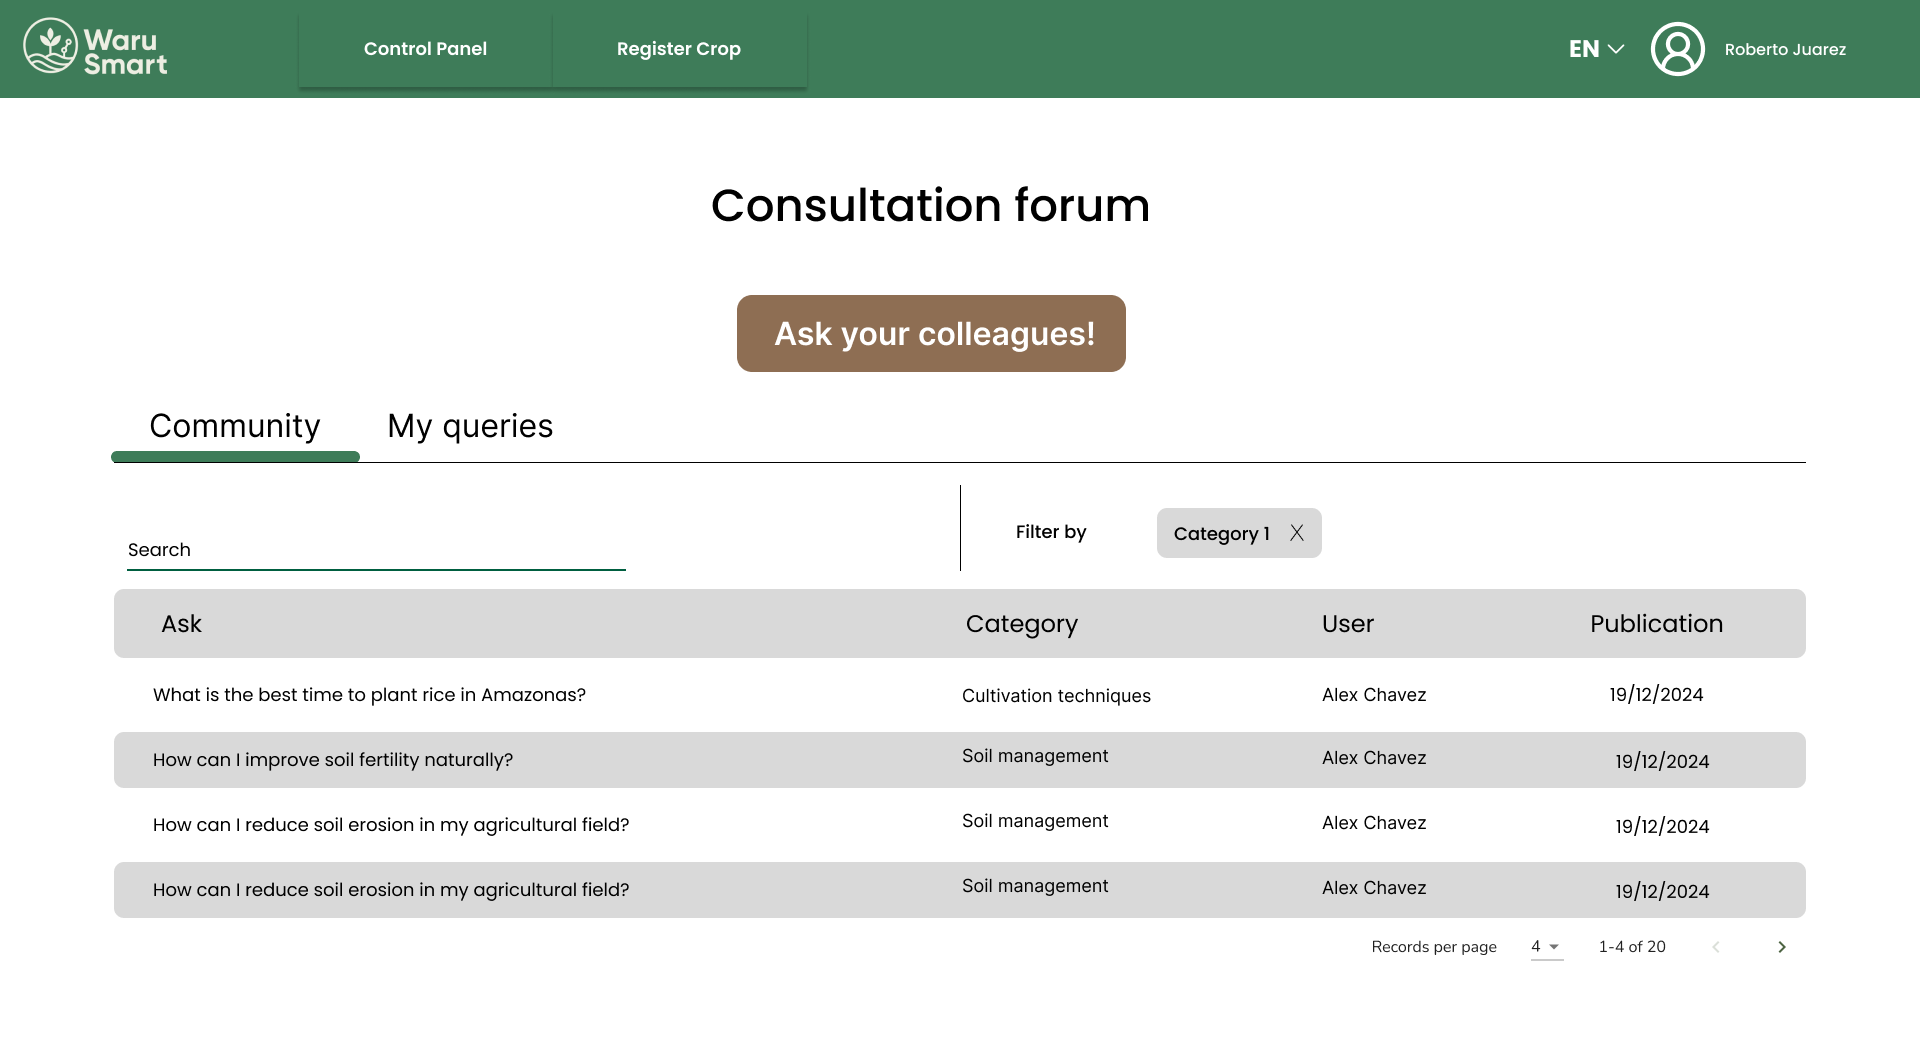 Waru
Smart
Control Panel
Register Crop
EN
Roberto Juarez
Consultation forum
Ask your colleagues!
Community
My queries
Search
Filter by
Category 1 X
Ask Category User Publication
What is the best time to plant rice in Amazonas? Cultivation techniques Alex Chavez 19/12/2024
How can I improve soil fertility naturally? Soil management Alex Chavez 19/12/2024
How can I reduce soil erosion in my agricultural field? Soil management Alex Chavez 19/12/2024
How can I reduce soil erosion in my agricultural field? Soil management Alex Chavez 19/12/2024
Records per page 4 1-4 of 20